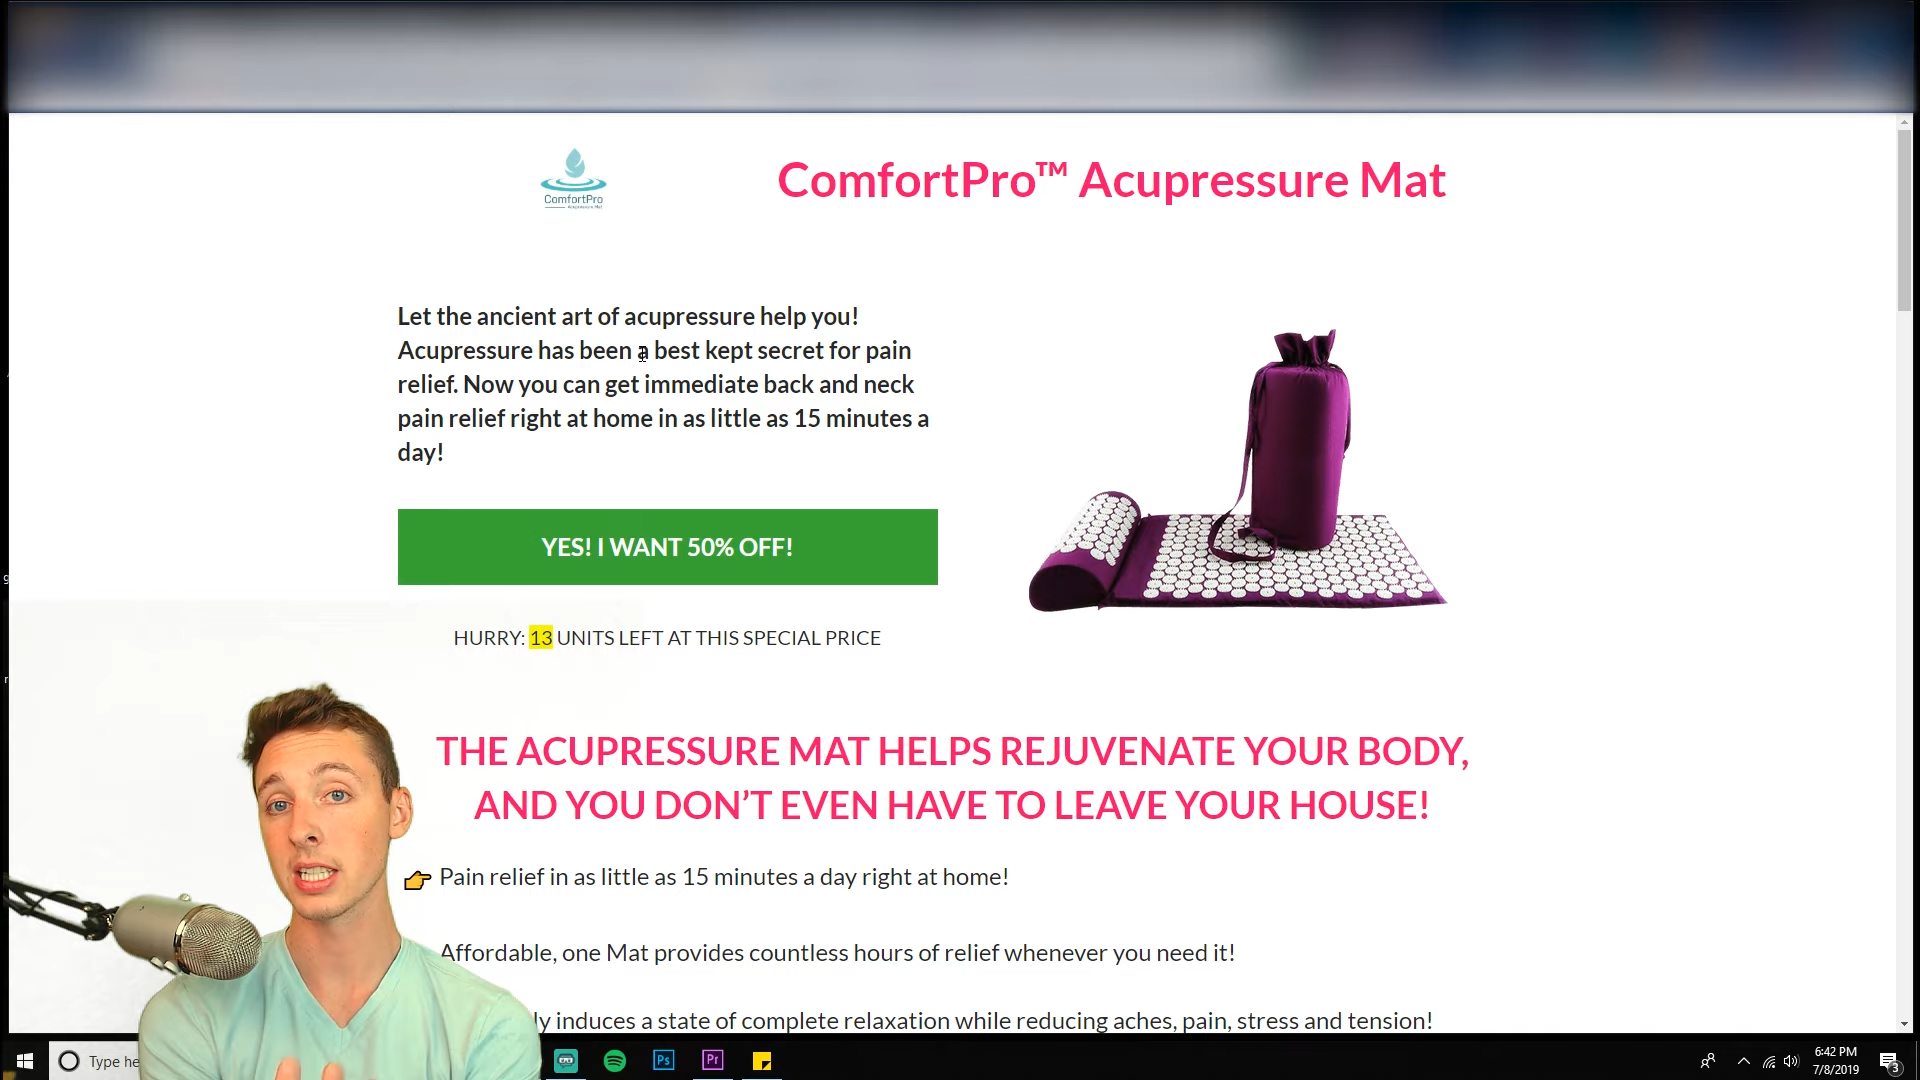 ComfortPro
Acupressure Mat
ComfortPro™ Acupressure Mat
Let the ancient art of acupressure help you!
Acupressure has been a best kept secret for pain
relief. Now you can get immediate back and neck
pain relief right at home in as little as 15 minutes a
day!
YES! I WANT 50% OFF!
HURRY: 13 UNITS LEFT AT THIS SPECIAL PRICE
THE ACUPRESSURE MAT HELPS REJUVENATE YOUR BODY,
AND YOU DON’T EVEN HAVE TO LEAVE YOUR HOUSE!
👉 Pain relief in as little as 15 minutes a day right at home!
Affordable, one Mat provides countless hours of relief whenever you need it!
ly induces a state of complete relaxation while reducing aches, pain, stress and tension!
Type he
Ps
Pr
6:42 PM
7/8/2019
3